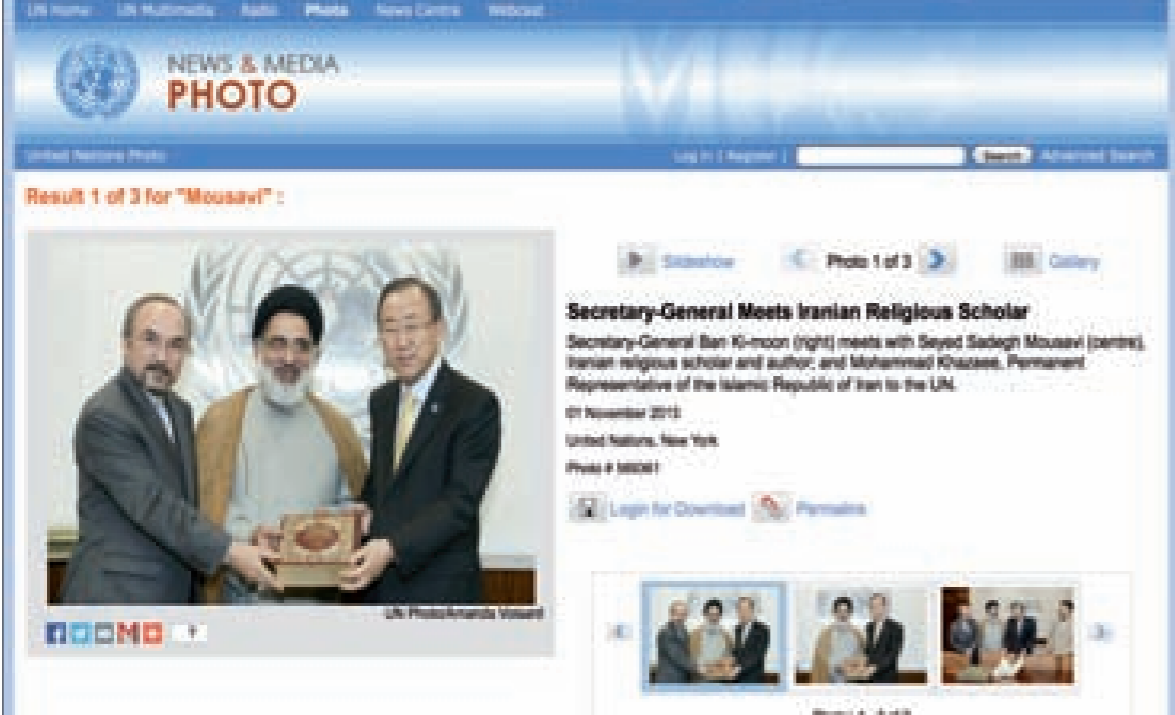 UN Home UN Multimedia Radio Photo News Centre Webcast
NEWS & MEDIA
PHOTO
United Nations Photo
Log In | Register | Search Advanced Search
Result 1 of 3 for "Mousavi" :
Slideshow Photo 1 of 3 Gallery
Secretary-General Meets Iranian Religious Scholar
Secretary-General Ban Ki-moon (right) meets with Seyed Sadegh Mousavi (centre),
Iranian religious scholar and author, and Mohammad Khazaee, Permanent
Representative of the Islamic Republic of Iran to the UN.
01 November 2013
United Nations, New York
Photo #
Login for Download Permalink
UN Photo/Amanda Voisard